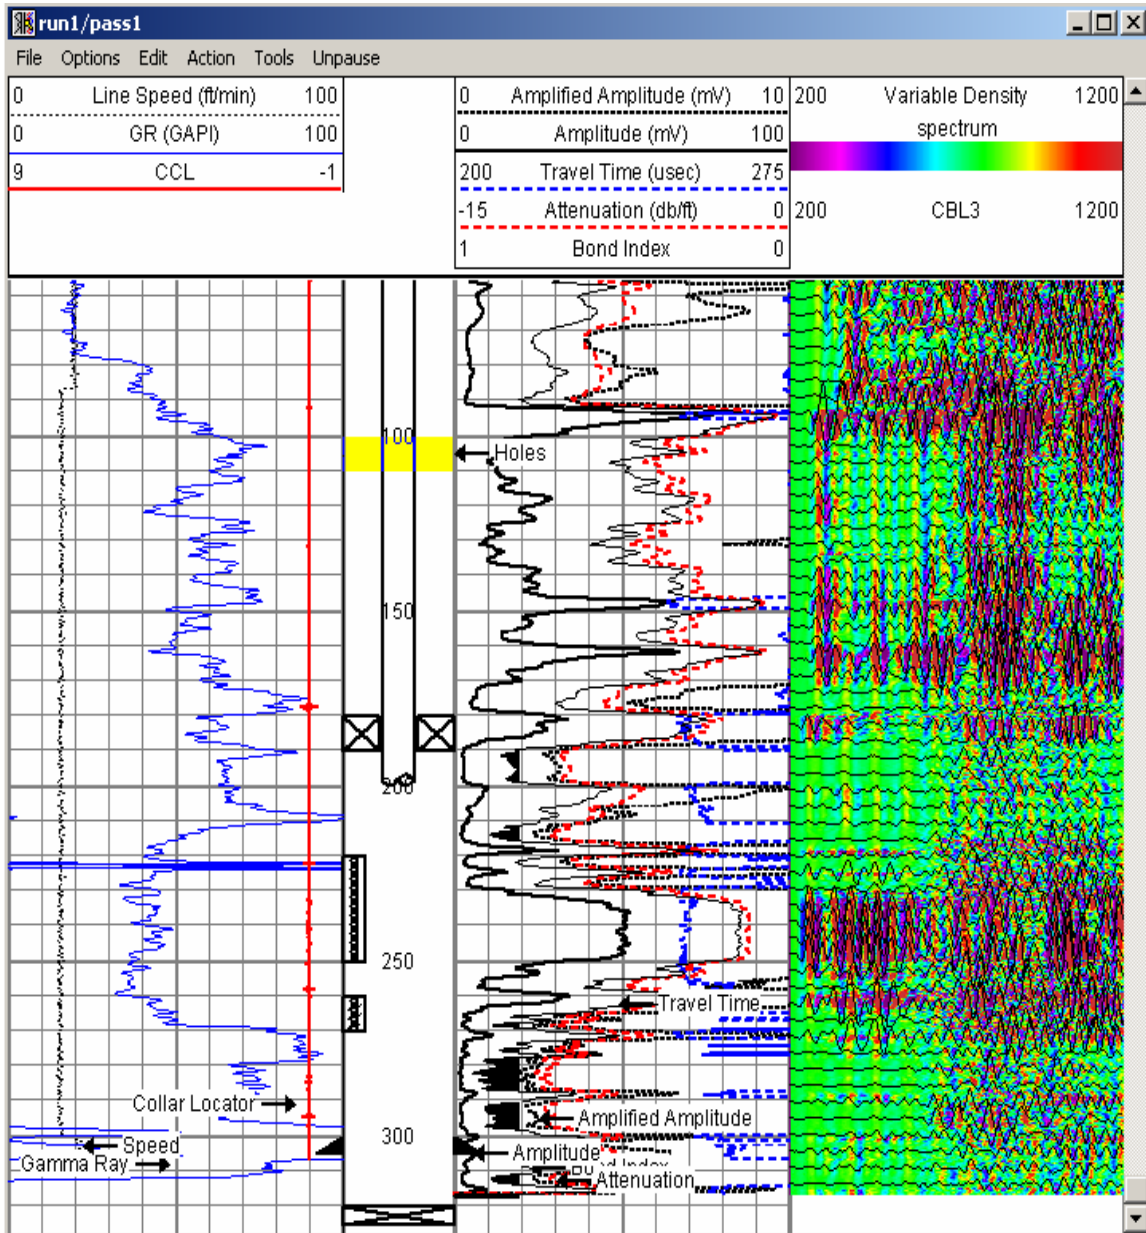 run1/pass1
File Options Edit Action Tools Unpause
0 Line Speed (ft/min) 100
0 GR (GAPI) 100
9 CCL -1
0 Amplified Amplitude (mV) 10
0 Amplitude (mV) 100
200 Travel Time (usec) 275
-15 Attenuation (db/ft) 0
1 Bond Index 0
200 Variable Density 1200
spectrum
200 CBL3 1200
100
Holes
150
200
250
Travel Time
Collar Locator
Amplified Amplitude
300
Speed
Amplitude
Gamma Ray
Bond Index
Attenuation